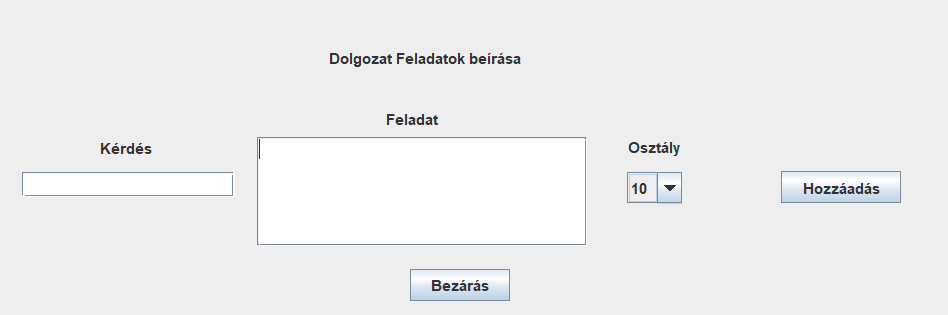 Dolgozat Feladatok beírása
Feladat
Kérdés
Osztály
10
Hozzáadás
Bezárás